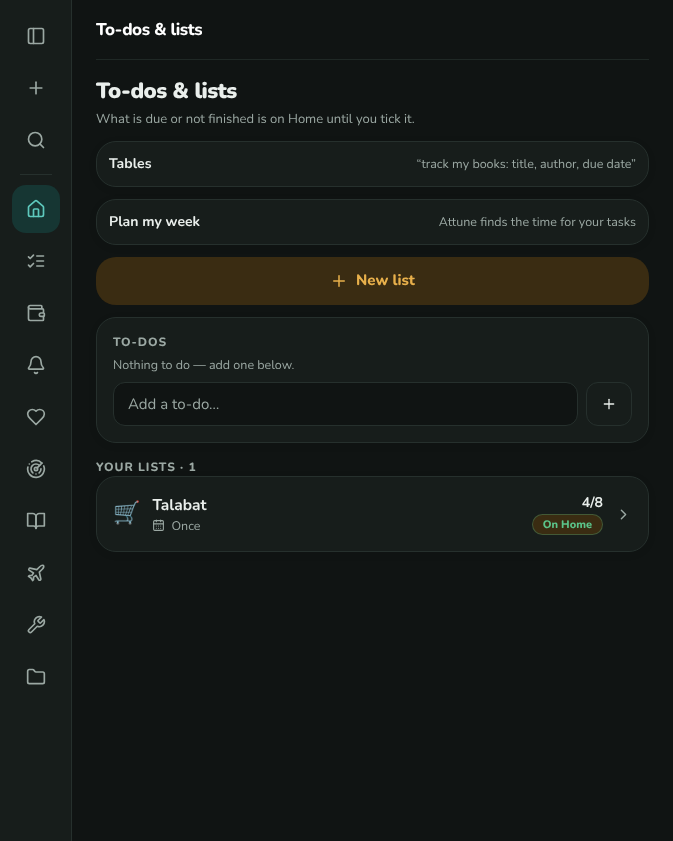 To-dos & lists
To-dos & lists
What is due or not finished is on Home until you tick it.
Tables
“track my books: title, author, due date”
Plan my week
Attune finds the time for your tasks
+ New list
TO-DOS
Nothing to do — add one below.
Add a to-do...
+
YOUR LISTS · 1
Talabat
4/8
Once
On Home